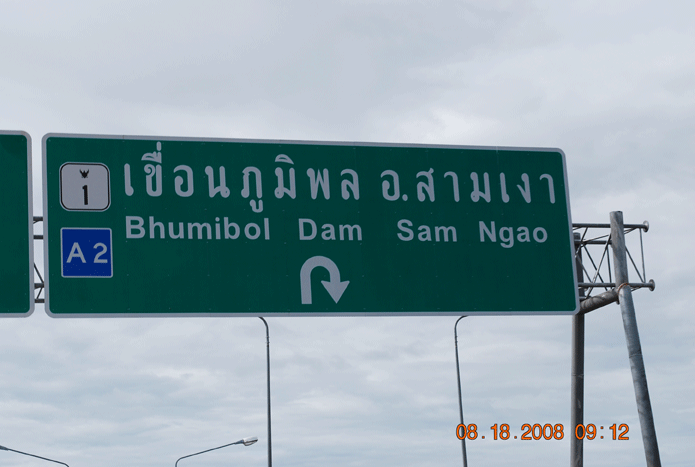 1
เขื่อนภูมิพล อ.สามเงา
A2
Bhumibol Dam Sam Ngao
08.18.2008 09:12